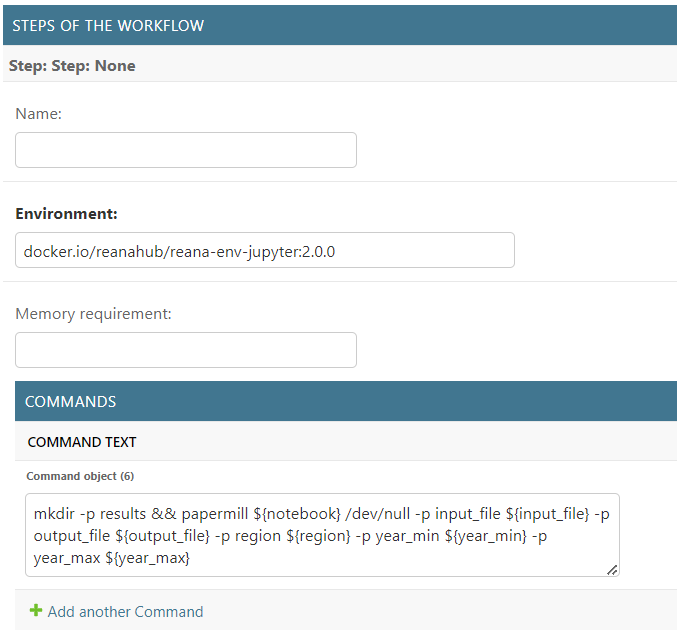 STEPS OF THE WORKFLOW
Step: Step: None
Name:
Environment:
docker.io/reanahub/reana-env-jupyter:2.0.0
Memory requirement:
COMMANDS
COMMAND TEXT
Command object (6)
mkdir -p results && papermill ${notebook} /dev/null -p input_file ${input_file} -p
output_file ${output_file} -p region ${region} -p year_min ${year_min} -p
year_max ${year_max}
Add another Command